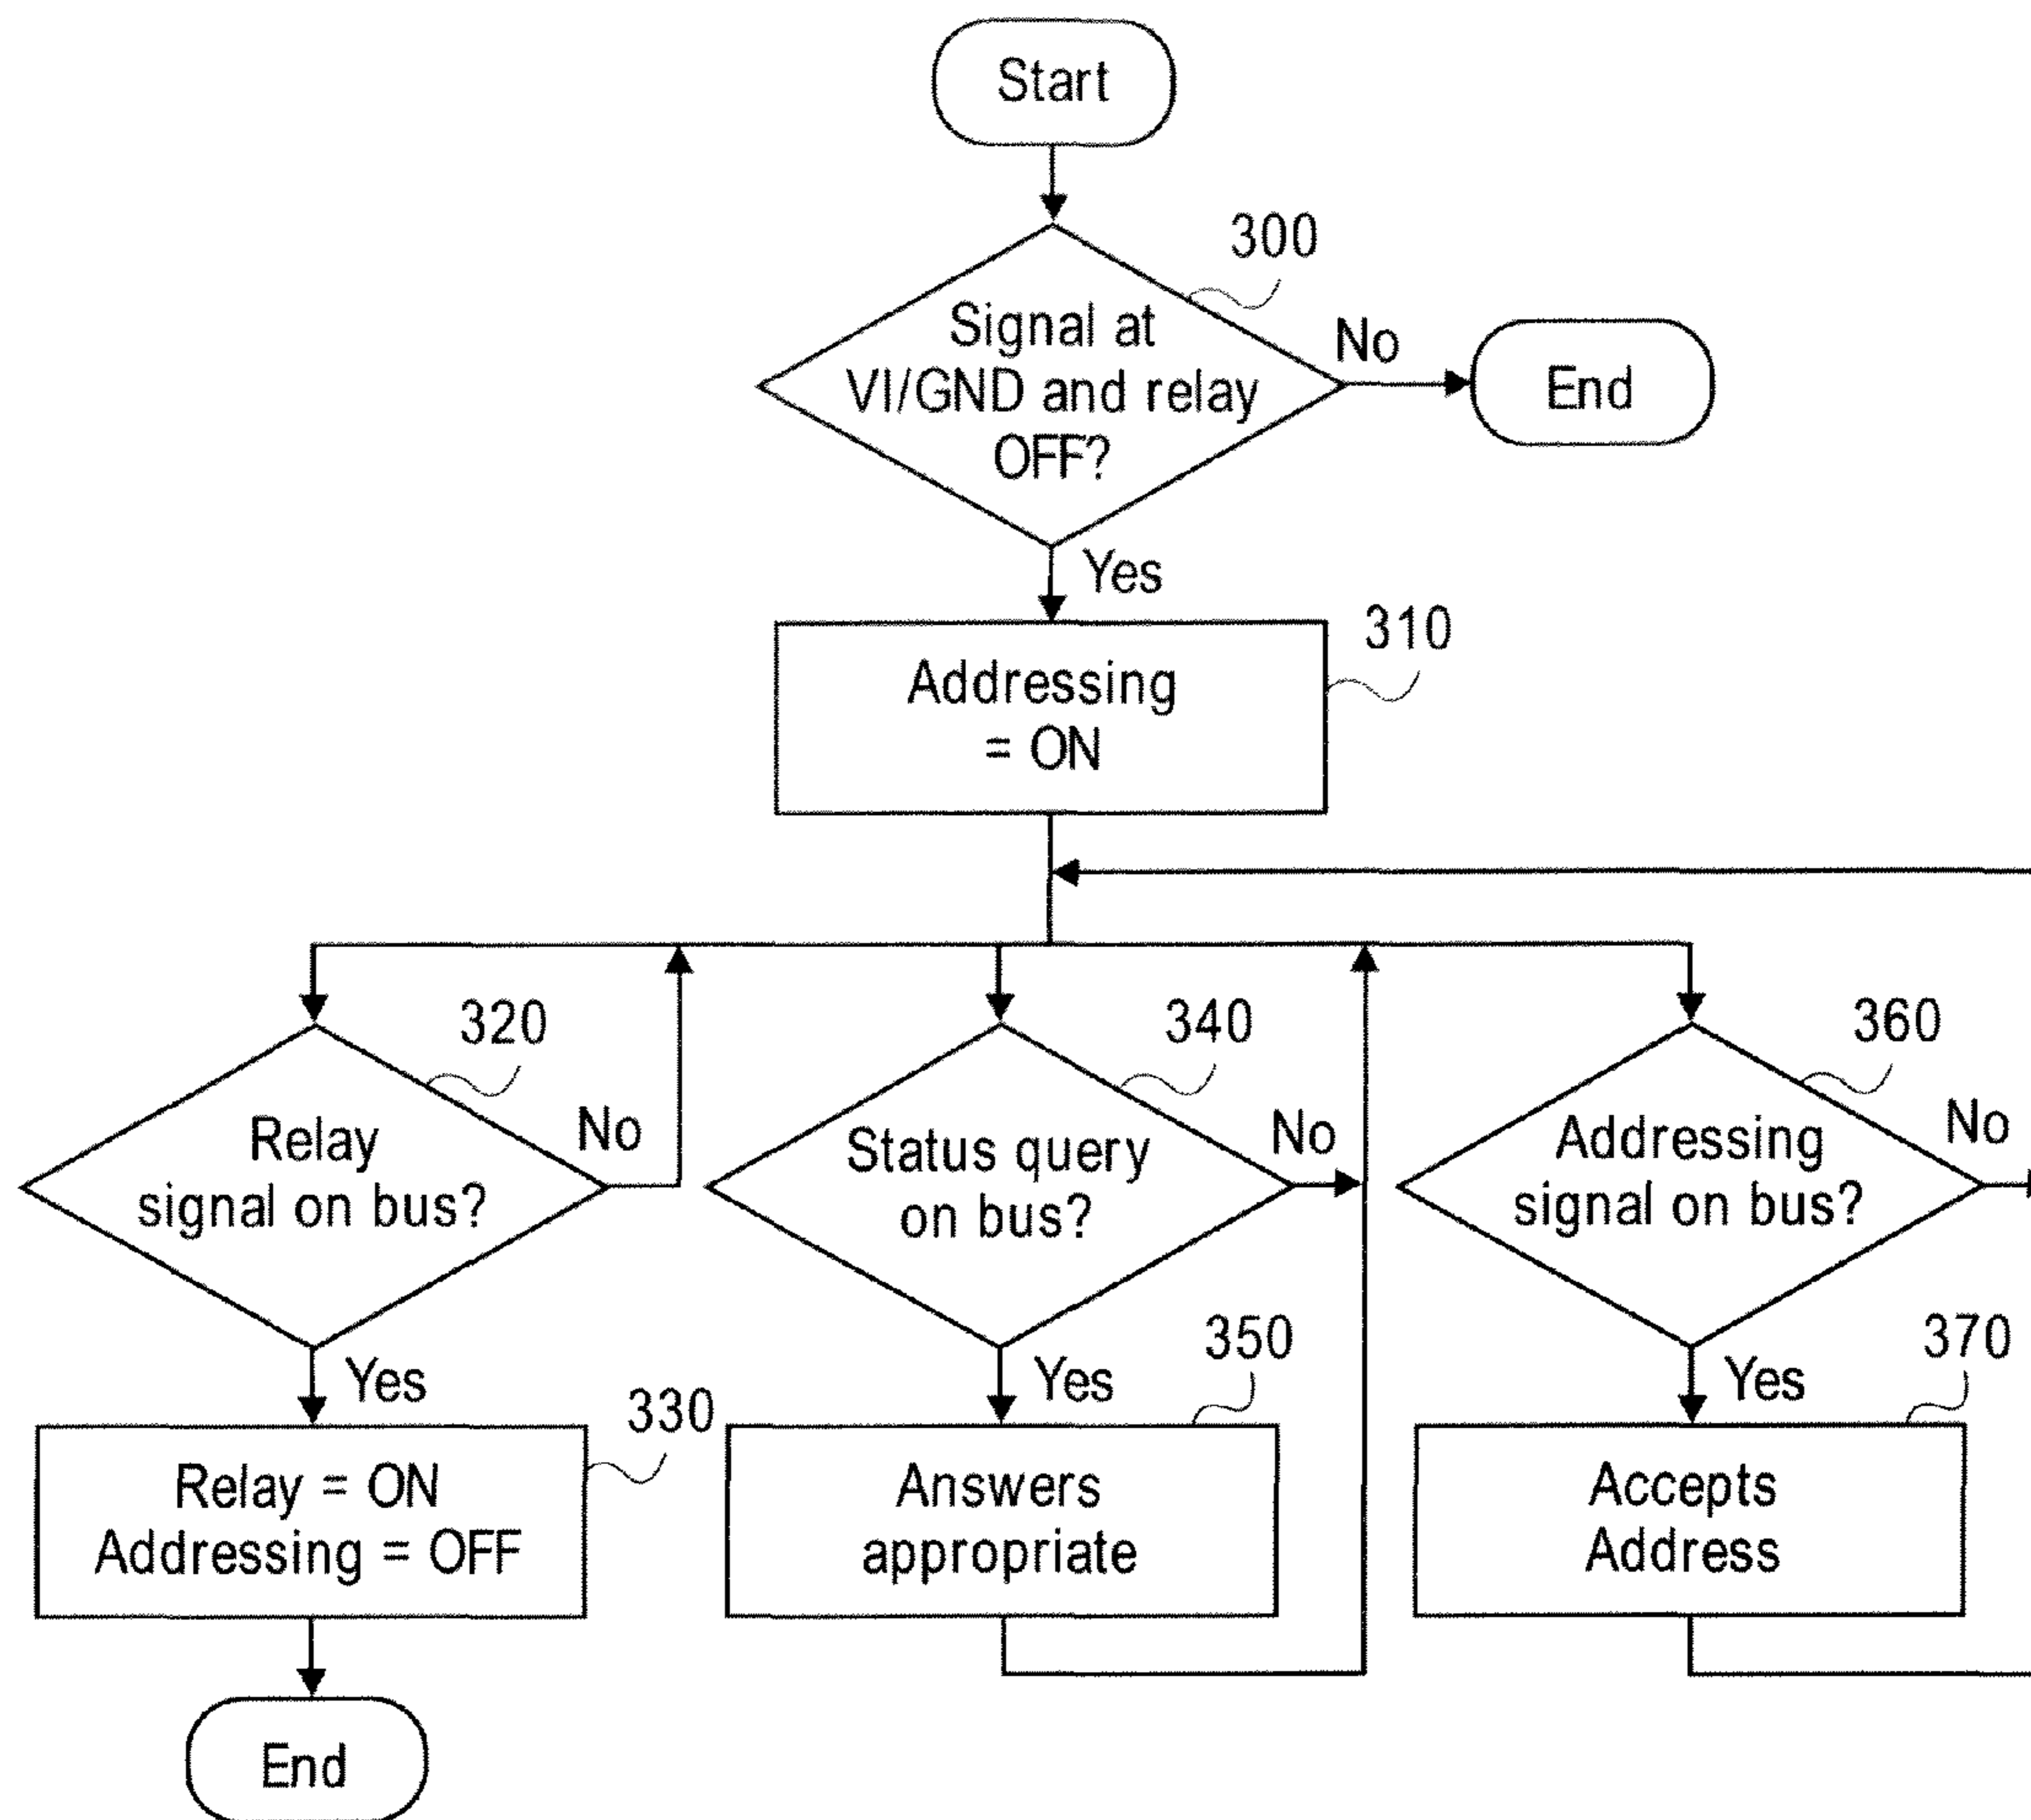 Start
300
Signal at
VI/GND and relay
OFF?
No
End
Yes
310
Addressing
= ON
320
Relay
signal on bus?
No
340
Status query
on bus?
No
360
Addressing
signal on bus?
No
Yes
330
Relay = ON
Addressing = OFF
Yes
350
Answers
appropriate
Yes
370
Accepts
Address
End